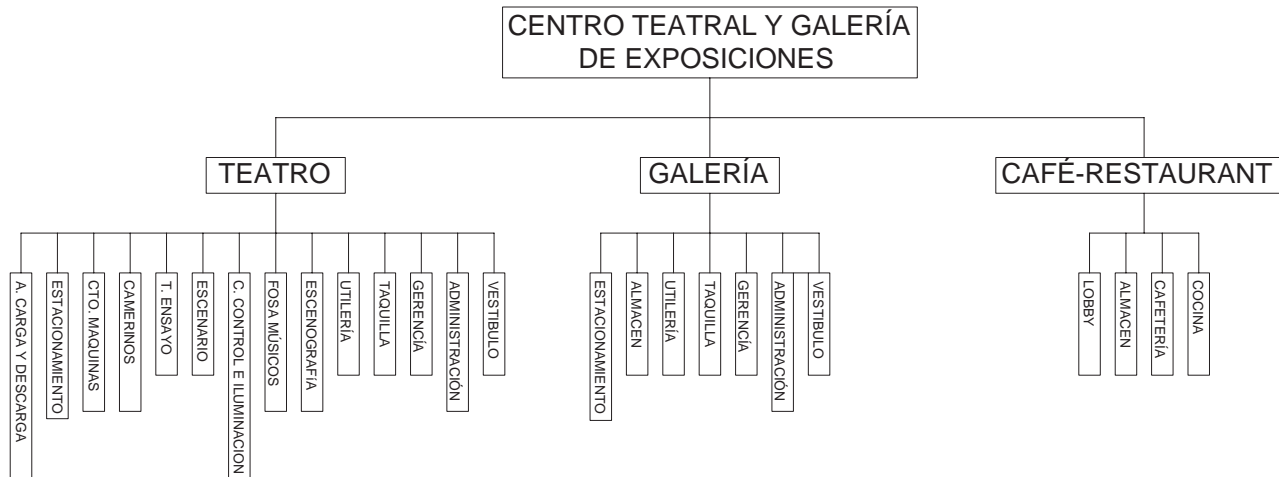 CENTRO TEATRAL Y GALERÍA
DE EXPOSICIONES
TEATRO
GALERÍA
CAFÉ-RESTAURANT
A. CARGA Y DESCARGA
ESTACIONAMIENTO
CTO. MAQUINAS
CAMERINOS
T. ENSAYO
ESCENARIO
C. CONTROL E ILUMINACION
FOSA MÚSICOS
ESCENOGRAFíA
UTILERÍA
TAQUILLA
GERENCÍA
ADMINISTRACIÓN
VESTIBULO
ESTACIONAMIENTO
ALMACEN
UTILERÍA
TAQUILLA
GERENCÍA
ADMINISTRACIÓN
VESTIBULO
LOBBY
ALMACEN
CAFETERÍA
COCINA